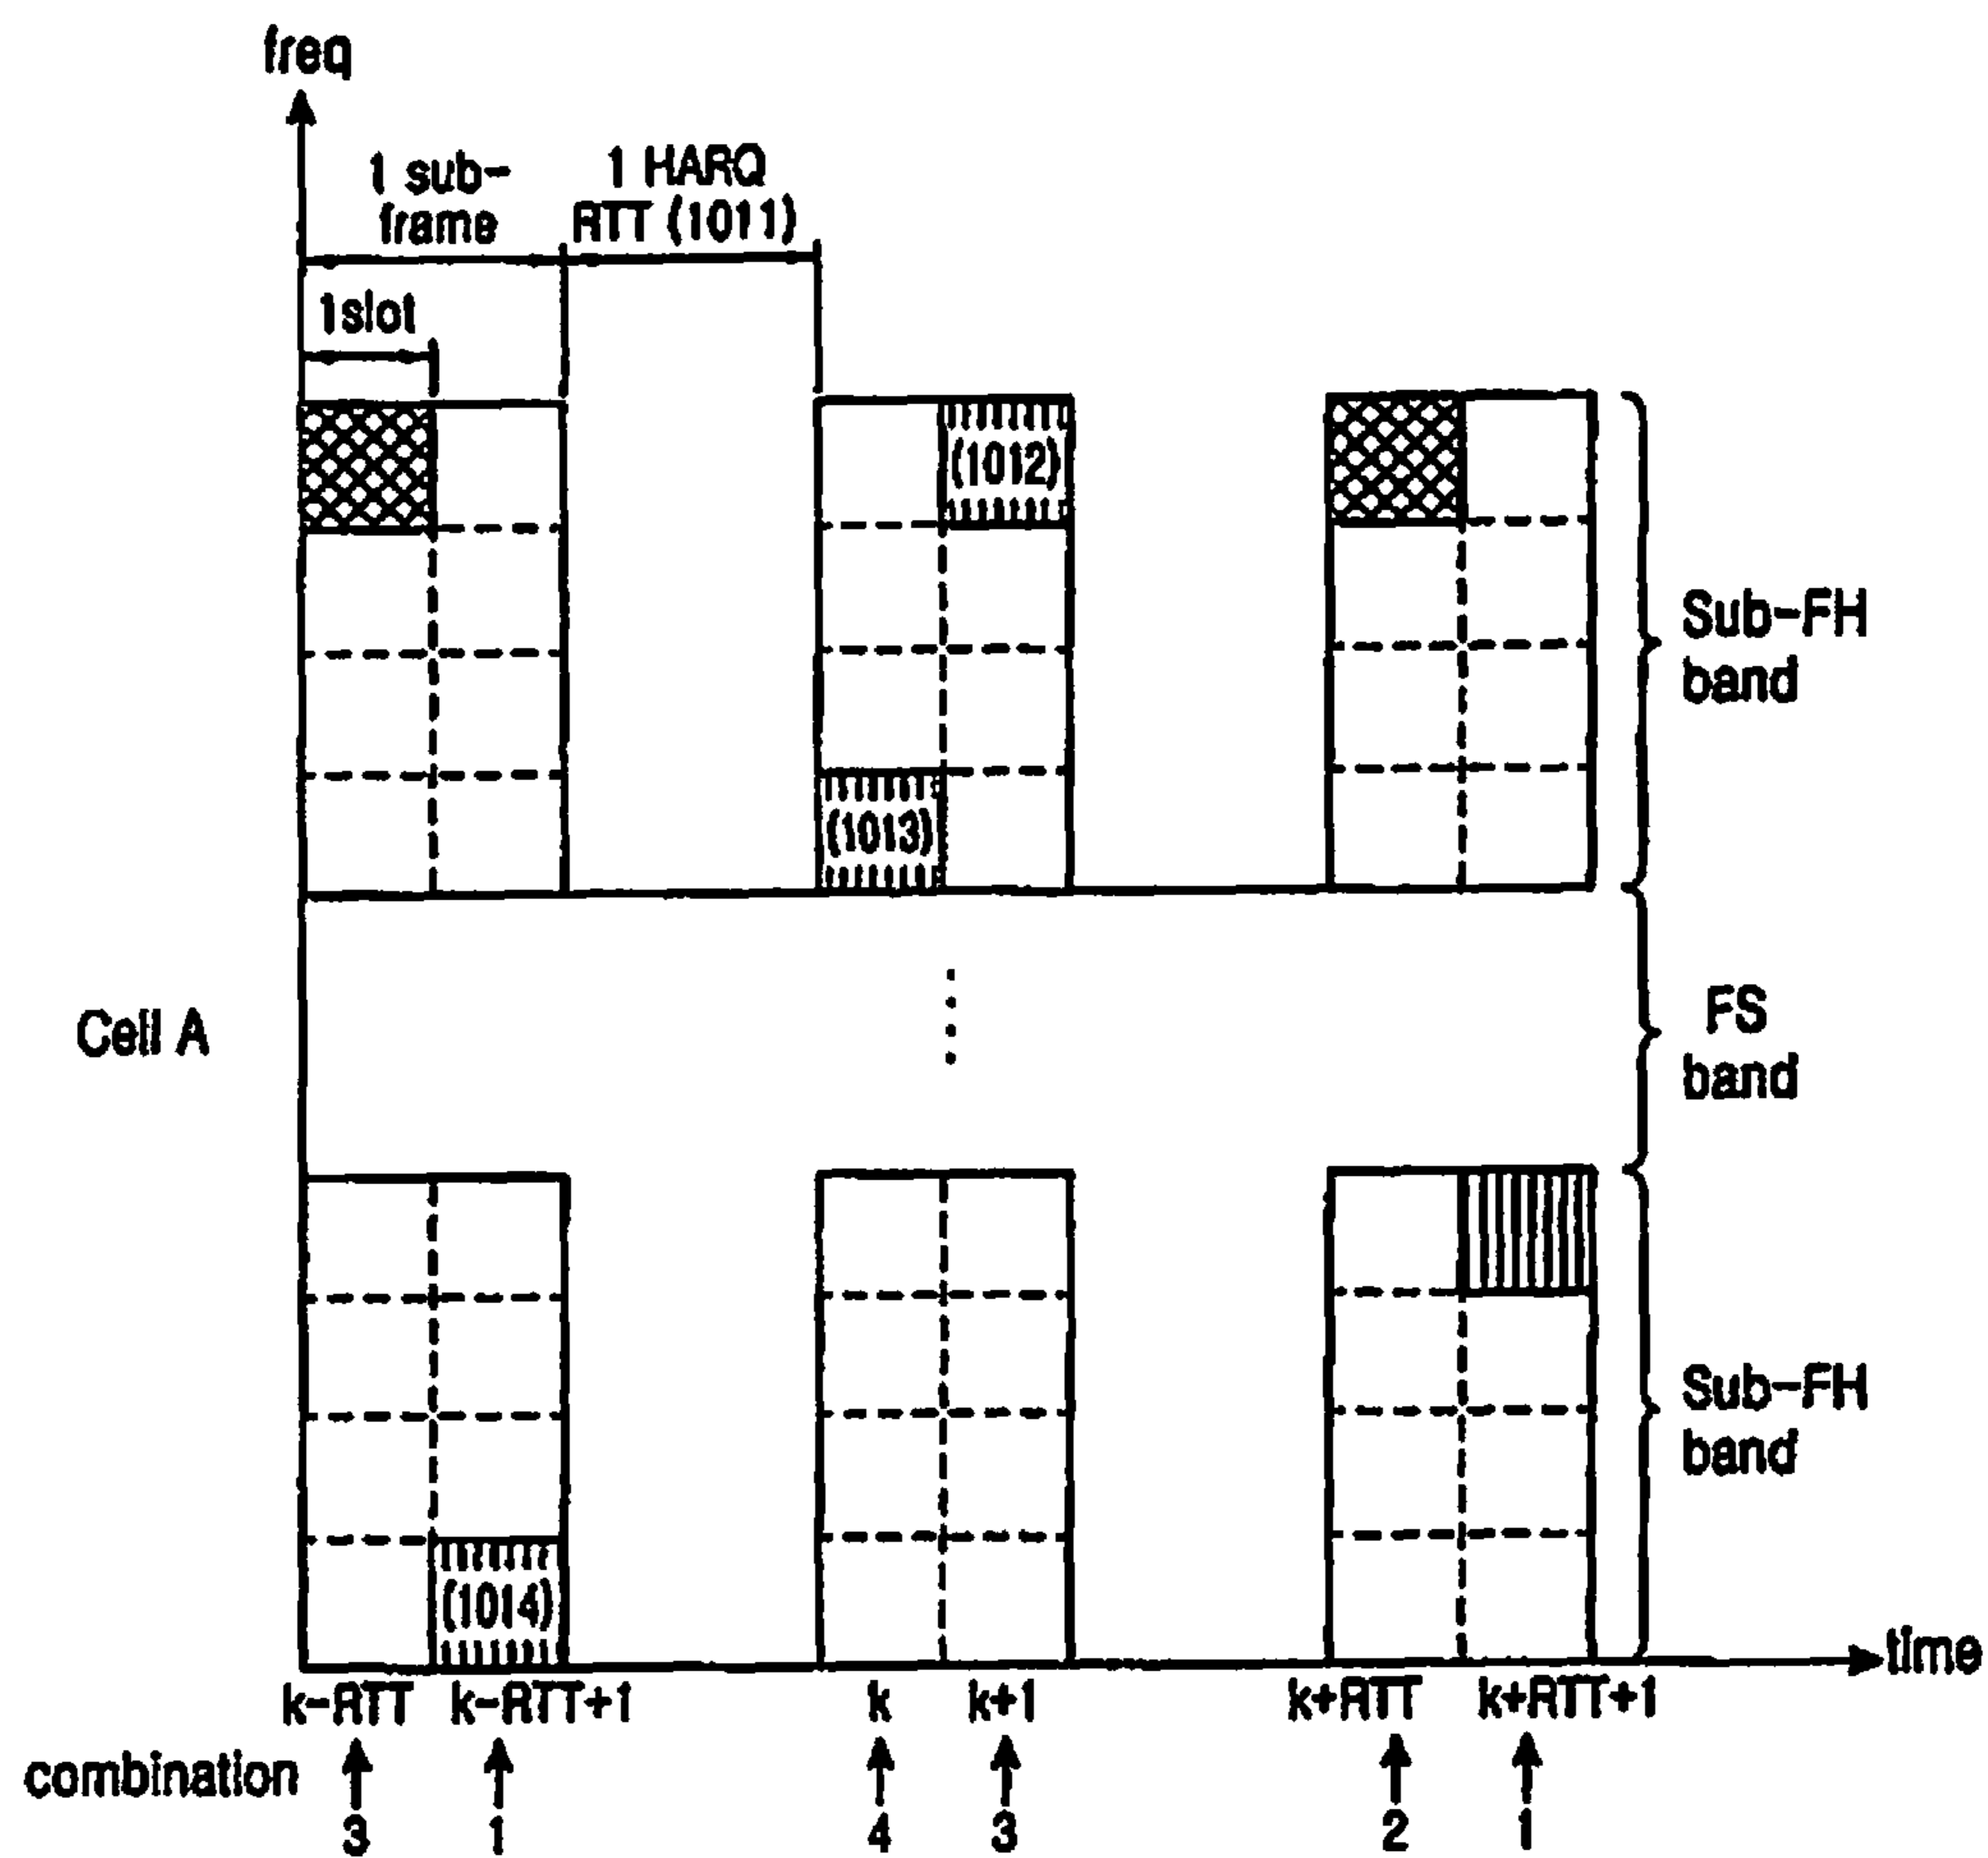 freq
1 sub-
frame
1 HARQ
RTT (1011)
1slot
(1012)
(1013)
Sub-FH
band
Cell A
FS
band
Sub-FH
band
(1014)
time
k-RTT k-RTT+1 k k+1 k+RTT k+RTT+1
combination
3 1 4 3 2 1